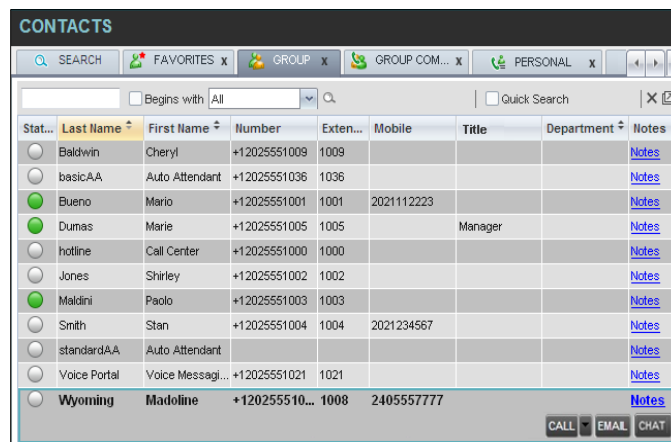 CONTACTS
SEARCH FAVORITES X GROUP X GROUP COM... X PERSONAL X
Begins with All Quick Search
Stat... Last Name First Name Number Exten... Mobile Title Department Notes
Baldwin Cheryl +12025551009 1009 Notes
basicAA Auto Attendant +12025551036 1036 Notes
Bueno Mario +12025551001 1001 2021112223 Notes
Dumas Marie +12025551005 1005 Manager Notes
hotline Call Center +12025551000 1000 Notes
Jones Shirley +12025551002 1002 Notes
Maldini Paolo +12025551003 1003 Notes
Smith Stan +12025551004 1004 2021234567 Notes
standardAA Auto Attendant Notes
Voice Portal Voice Messagi... +12025551021 1021 Notes
Wyoming Madoline +120255510... 1008 2405557777 Notes
CALL EMAIL CHAT